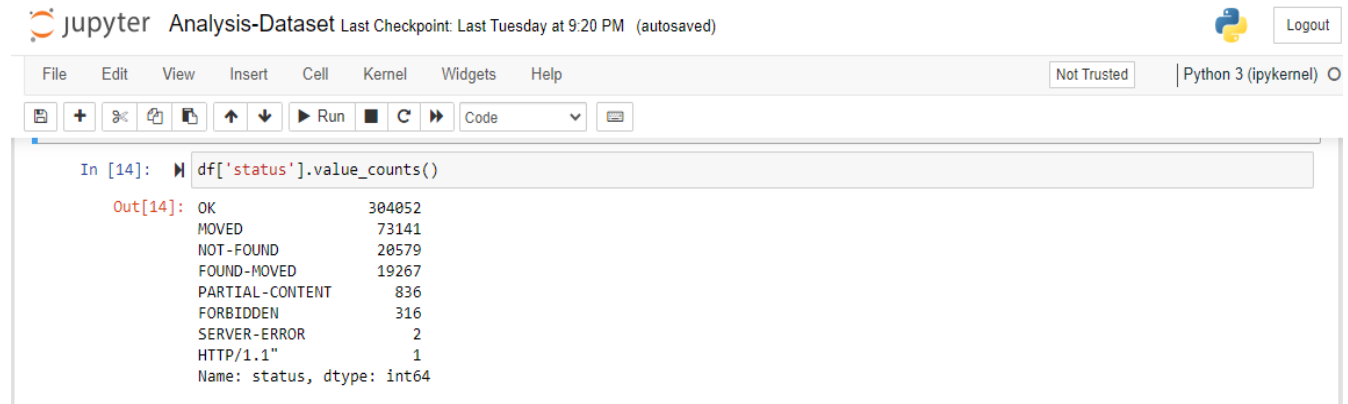 jupyter Analysis-Dataset Last Checkpoint: Last Tuesday at 9:20 PM (autosaved)
Logout
File Edit View Insert Cell Kernel Widgets Help
Not Trusted
Python 3 (ipykernel)
Run
Code
In [14]: df['status'].value_counts()
Out[14]: OK 304052
MOVED 73141
NOT-FOUND 20579
FOUND-MOVED 19267
PARTIAL-CONTENT 836
FORBIDDEN 316
SERVER-ERROR 2
HTTP/1.1" 1
Name: status, dtype: int64